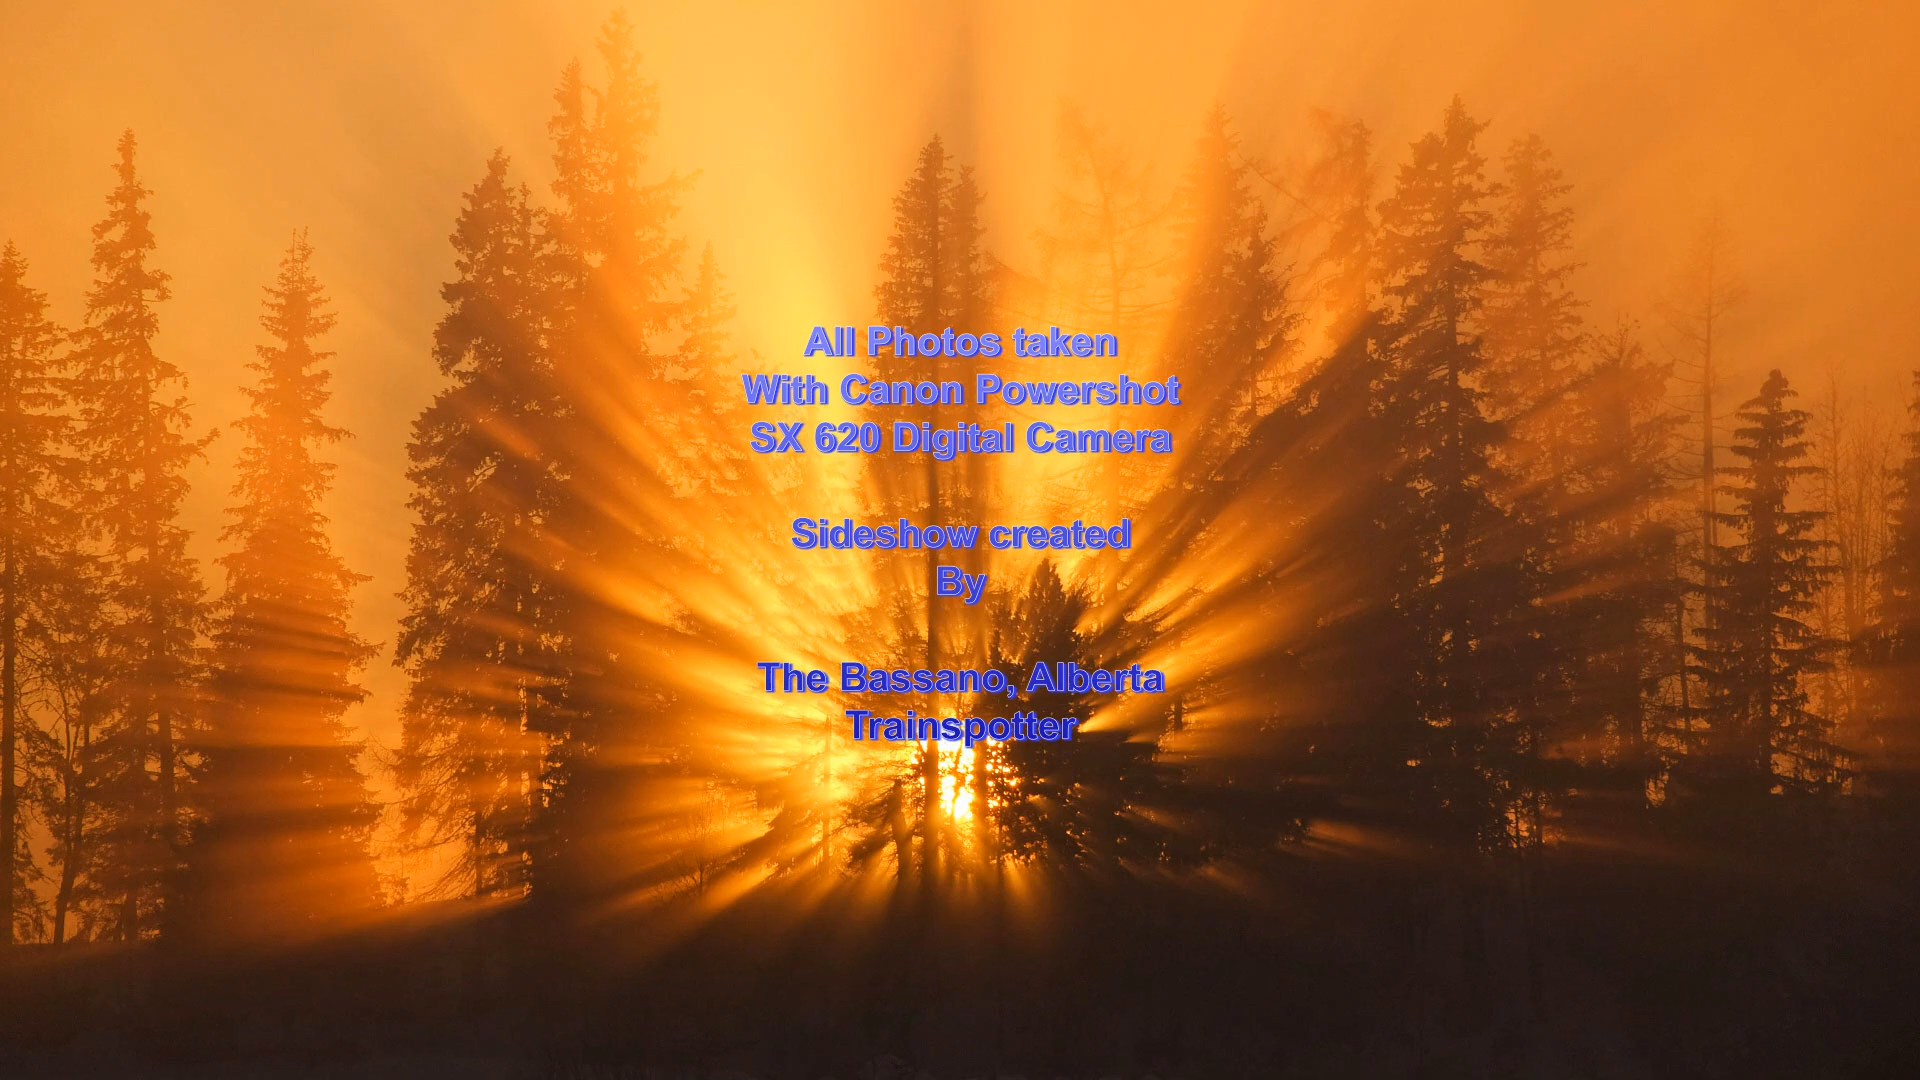 All Photos taken
With Canon Powershot
SX 620 Digital Camera
Sideshow created
By
The Bassano, Alberta
Trainspotter